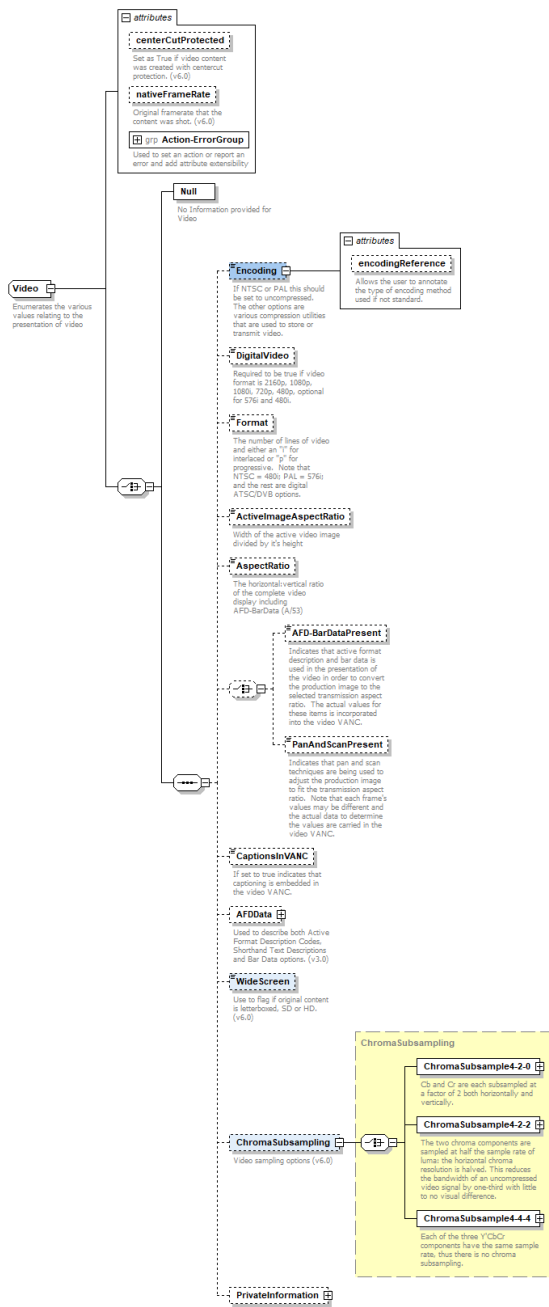 attributes
centerCutProtected
Set as True if video content
was created with centercut
protection. (v6.0)
nativeFrameRate
Original framerate that the
content was shot. (v6.0)
grp Action-ErrorGroup
Used to set an action or report an
error and add attribute extensibility
Null
No Information provided for
Video
Video
Enumerates the various
values relating to the
presentation of video
Encoding
If NTSC or PAL this should
be set to uncompressed.
The other options are
various compression utilities
that are used to store or
transmit video.
attributes
encodingReference
Allows the user to annotate
the type of encoding method
used if not standard.
DigitalVideo
Required to be true if video
format is 2160p, 1080p,
1080i, 720p, 480p, optional
for 576i and 480i.
Format
The number of lines of video
and either an "i" for
interlaced or "p" for
progressive.  Note that
NTSC = 480i; PAL = 576i;
and the rest are digital
ATSC/DVB options.
ActiveImageAspectRatio
Width of the active video image
divided by it's height
AspectRatio
The horizontal:vertical ratio
of the complete video
display including
AFD-BarData (A/53)
AFD-BarDataPresent
Indicates that active format
description and bar data is
used in the presentation of
the video in order to convert
the production image to the
selected transmission aspect
ratio.  The actual values for
these items is incorporated
into the video VANC.
PanAndScanPresent
Indicates that pan and scan
techniques are being used to
adjust the production image
to fit the transmission aspect
ratio.  Note that each frame's
values may be different and
the actual data to determine
the values are carried in the
video VANC.
CaptionsInVANC
If set to true indicates that
captioning is embedded in
the video VANC.
AFDData
Used to describe both Active
Format Description Codes,
Shorthand Text Descriptions
and Bar Data options. (v3.0)
WideScreen
Use to flag if original content
is letterboxed, SD or HD.
(v6.0)
ChromaSubsampling
Video sampling options (v6.0)
ChromaSubsampling
ChromaSubsample4-2-0
Cb and Cr are each subsampled at
a factor of 2 both horizontally and
vertically.
ChromaSubsample4-2-2
The two chroma components are
sampled at half the sample rate of
luma: the horizontal chroma
resolution is halved. This reduces
the bandwidth of an uncompressed
video signal by one-third with little
to no visual difference.
ChromaSubsample4-4-4
Each of the three Y'CbCr
components have the same sample
rate, thus there is no chroma
subsampling.
PrivateInformation